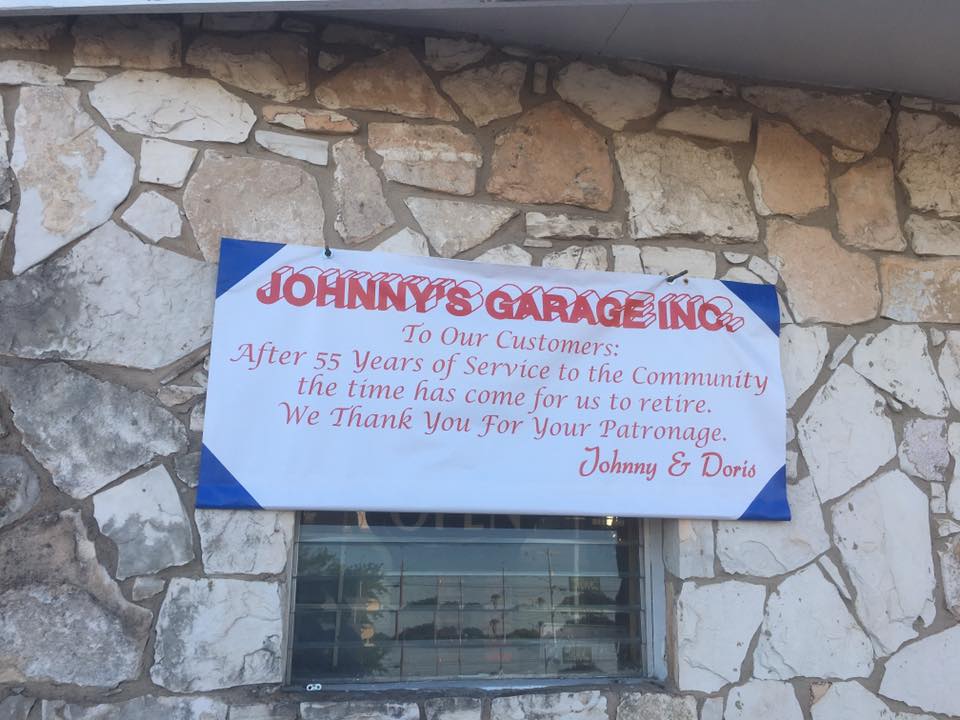 JOHNNY'S GARAGE INC.
To Our Customers:
After 55 Years of Service to the Community
the time has come for us to retire.
We Thank You For Your Patronage.
Johnny & Doris
OPEN